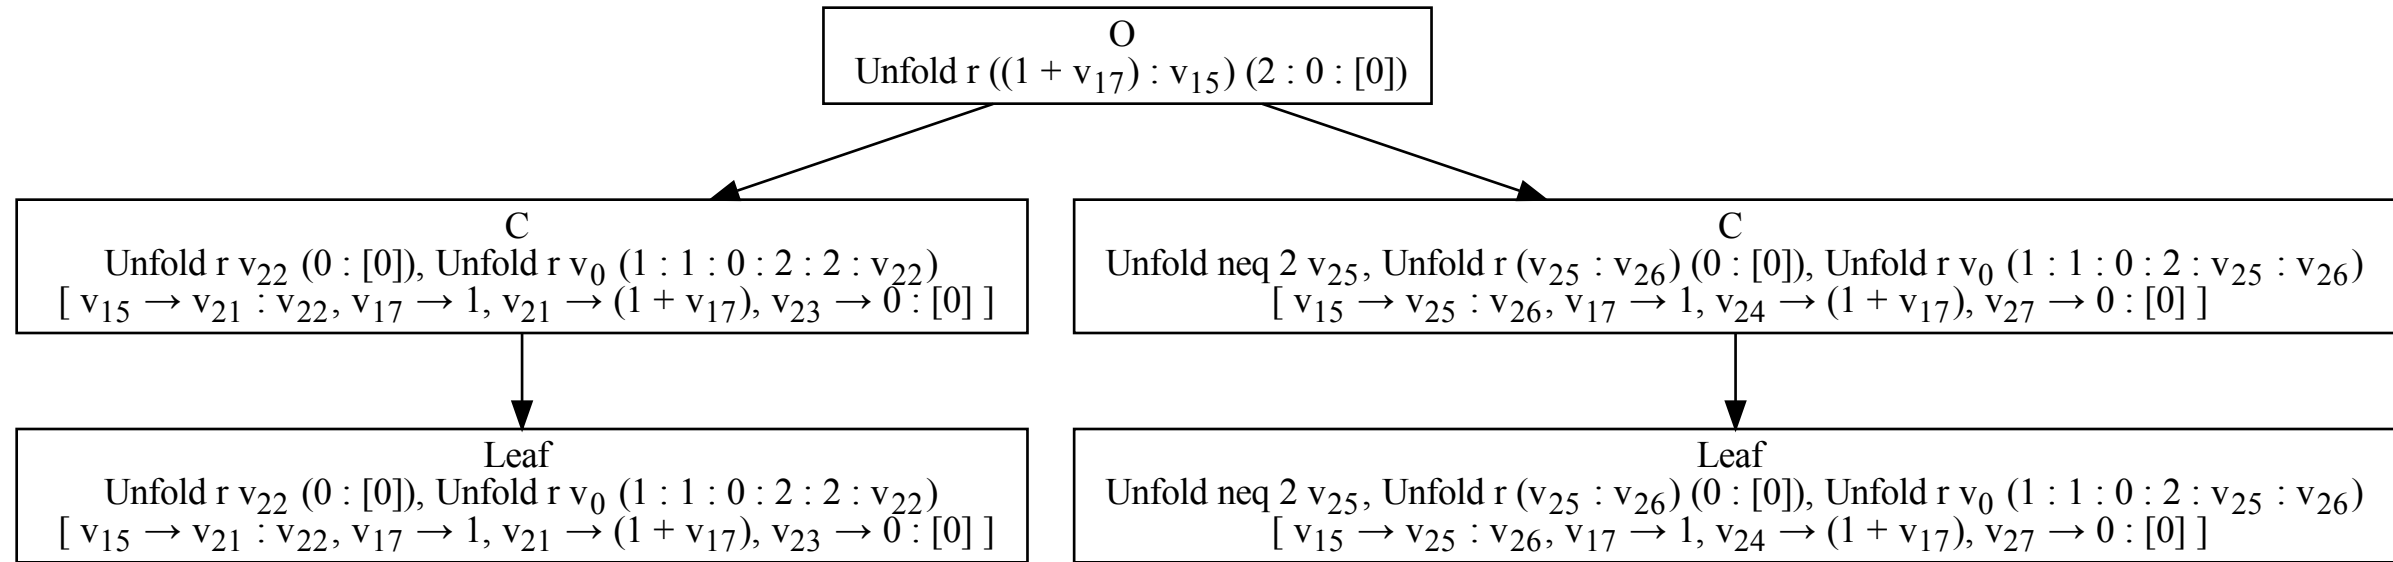 O
Unfold r ((1 + v₁₇) : v₁₅) (2 : 0 : [0])
C
Unfold r v₂₂ (0 : [0]), Unfold r v₀ (1 : 1 : 0 : 2 : 2 : v₂₂)
[ v₁₅ → v₂₁ : v₂₂, v₁₇ → 1, v₂₁ → (1 + v₁₇), v₂₃ → 0 : [0] ]
C
Unfold neq 2 v₂₅, Unfold r (v₂₅ : v₂₆) (0 : [0]), Unfold r v₀ (1 : 1 : 0 : 2 : v₂₅ : v₂₆)
[ v₁₅ → v₂₅ : v₂₆, v₁₇ → 1, v₂₄ → (1 + v₁₇), v₂₇ → 0 : [0] ]
Leaf
Unfold r v₂₂ (0 : [0]), Unfold r v₀ (1 : 1 : 0 : 2 : 2 : v₂₂)
[ v₁₅ → v₂₁ : v₂₂, v₁₇ → 1, v₂₁ → (1 + v₁₇), v₂₃ → 0 : [0] ]
Leaf
Unfold neq 2 v₂₅, Unfold r (v₂₅ : v₂₆) (0 : [0]), Unfold r v₀ (1 : 1 : 0 : 2 : v₂₅ : v₂₆)
[ v₁₅ → v₂₅ : v₂₆, v₁₇ → 1, v₂₄ → (1 + v₁₇), v₂₇ → 0 : [0] ]